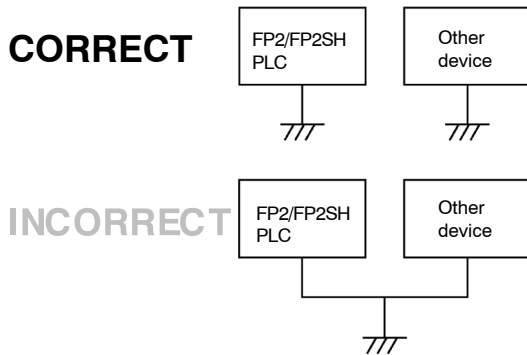 CORRECT
FP2/FP2SH
PLC
Other
device
INCORRECT
FP2/FP2SH
PLC
Other
device